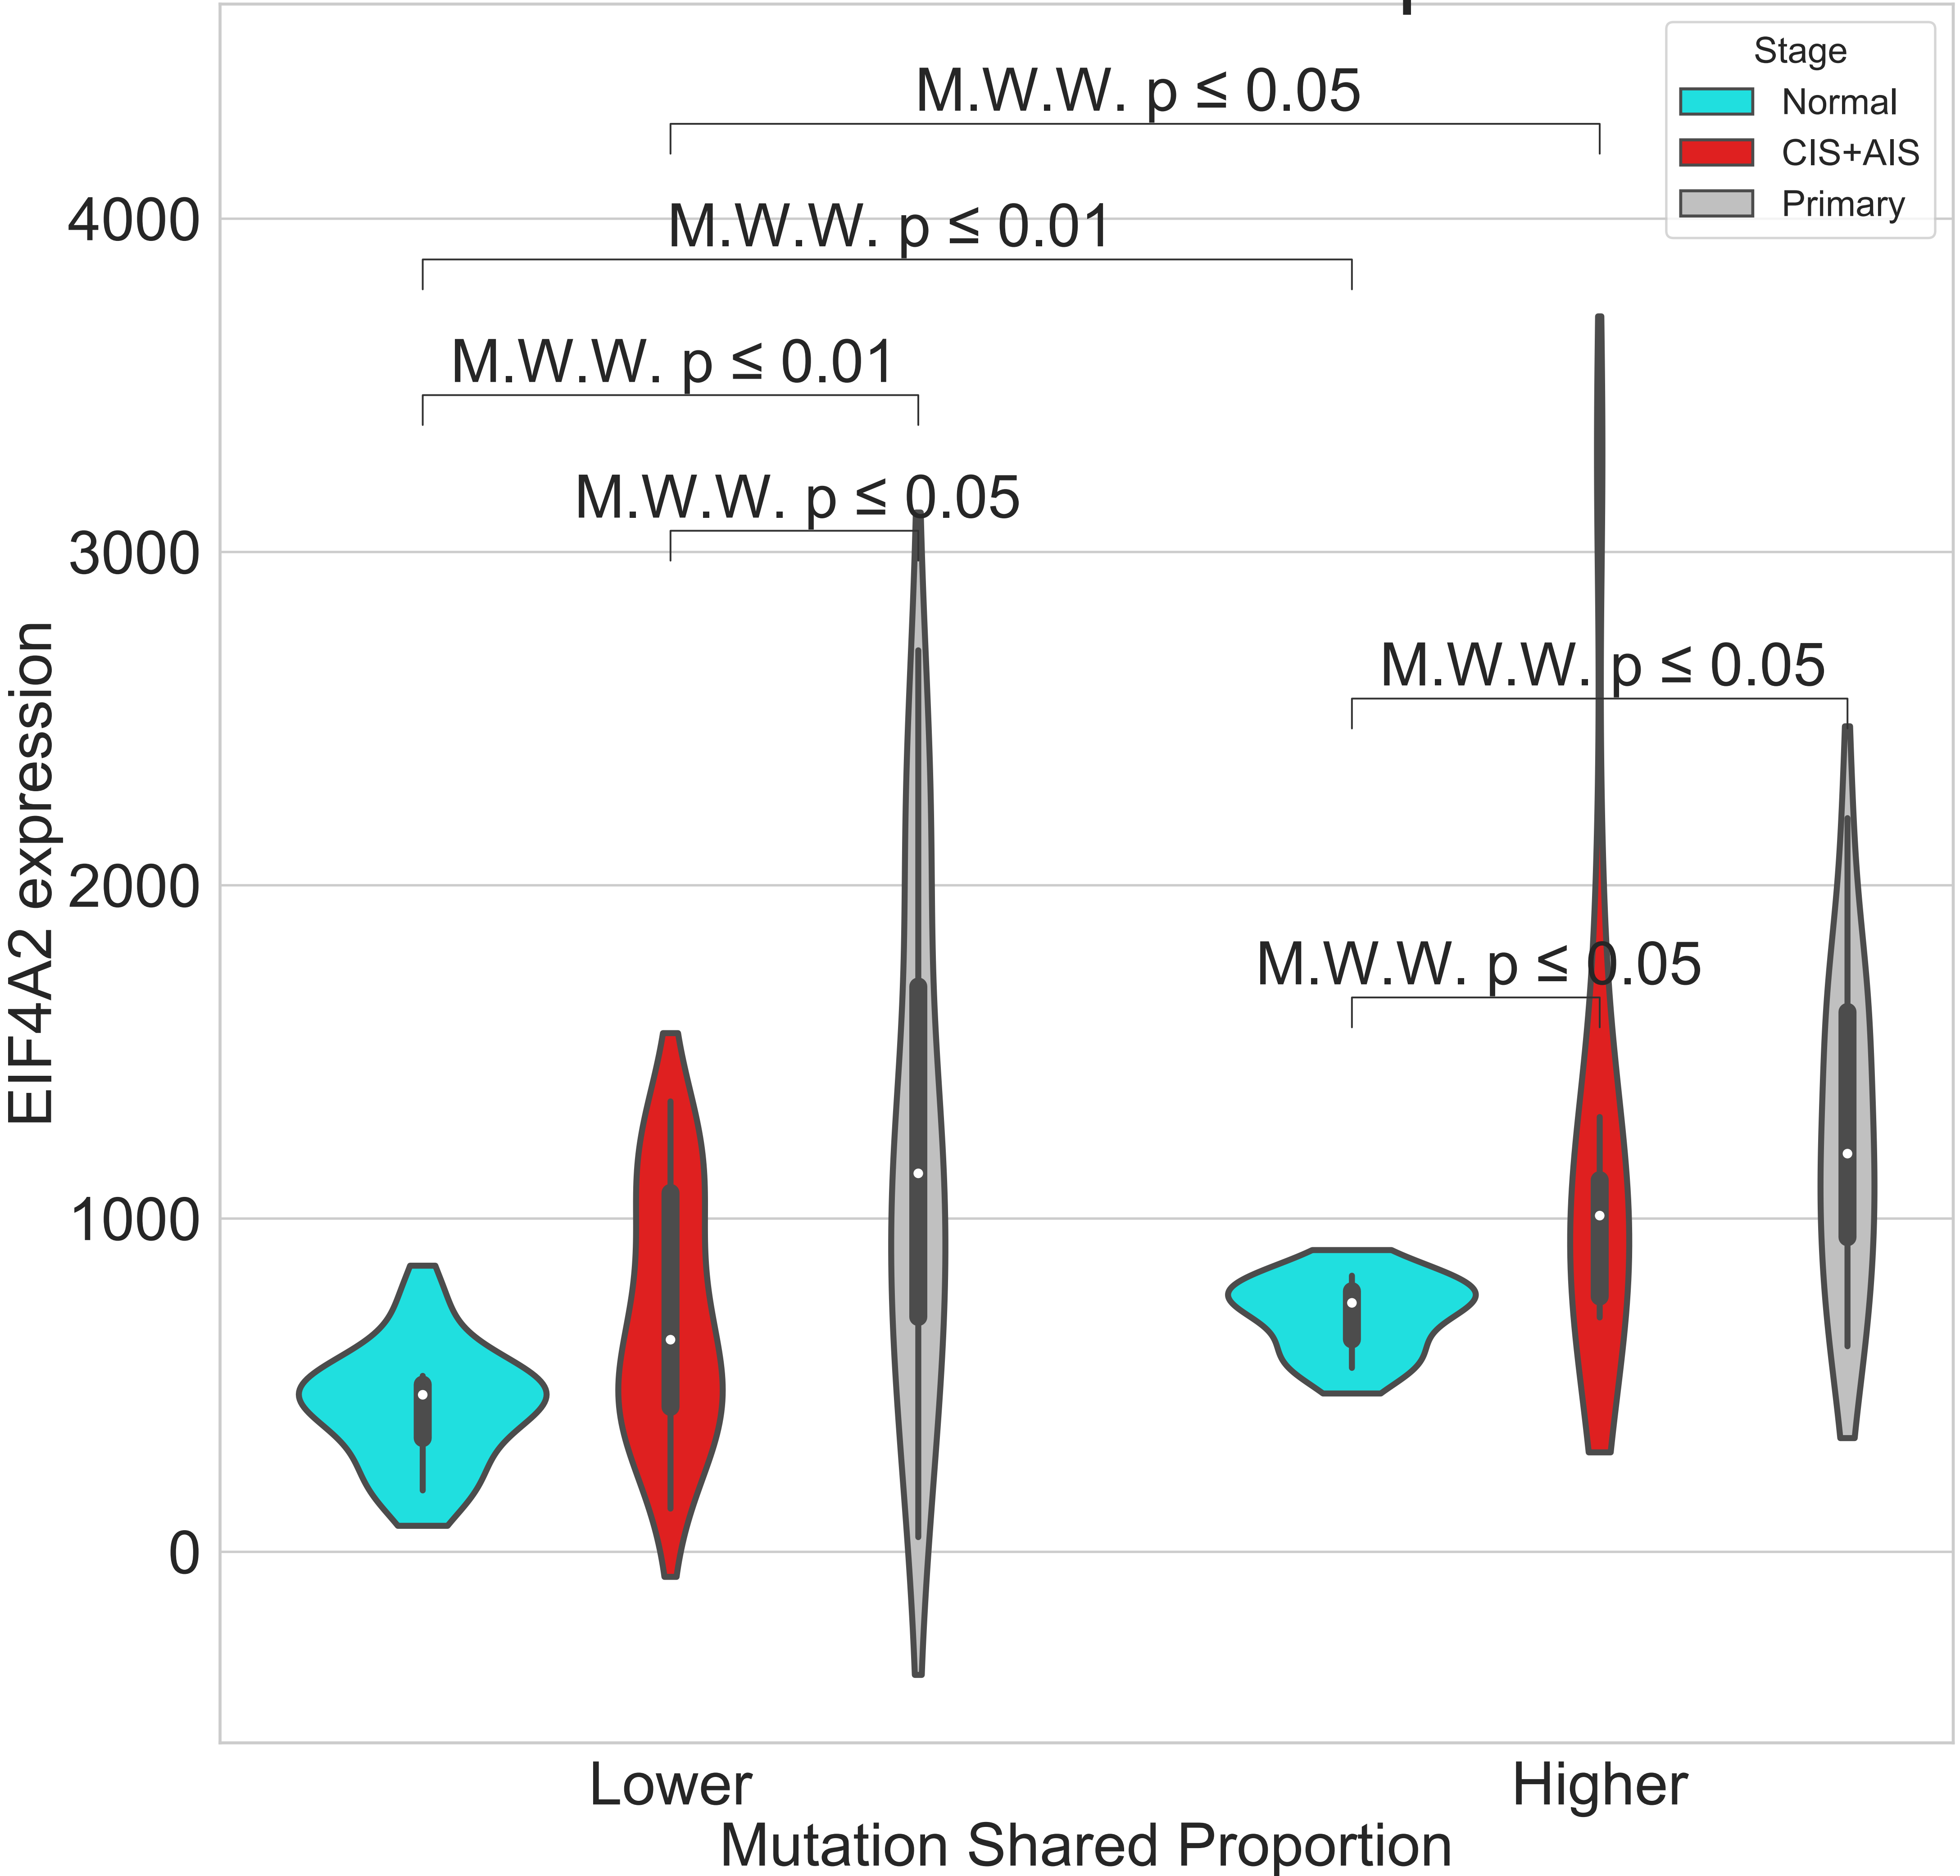 Stage
Normal
CIS+AIS
Primary
M.W.W. p ≤ 0.05
M.W.W. p ≤ 0.01
M.W.W. p ≤ 0.01
M.W.W. p ≤ 0.05
M.W.W. p ≤ 0.05
M.W.W. p ≤ 0.05
4000
3000
2000
1000
0
EIF4A2 expression
Lower
Higher
Mutation Shared Proportion